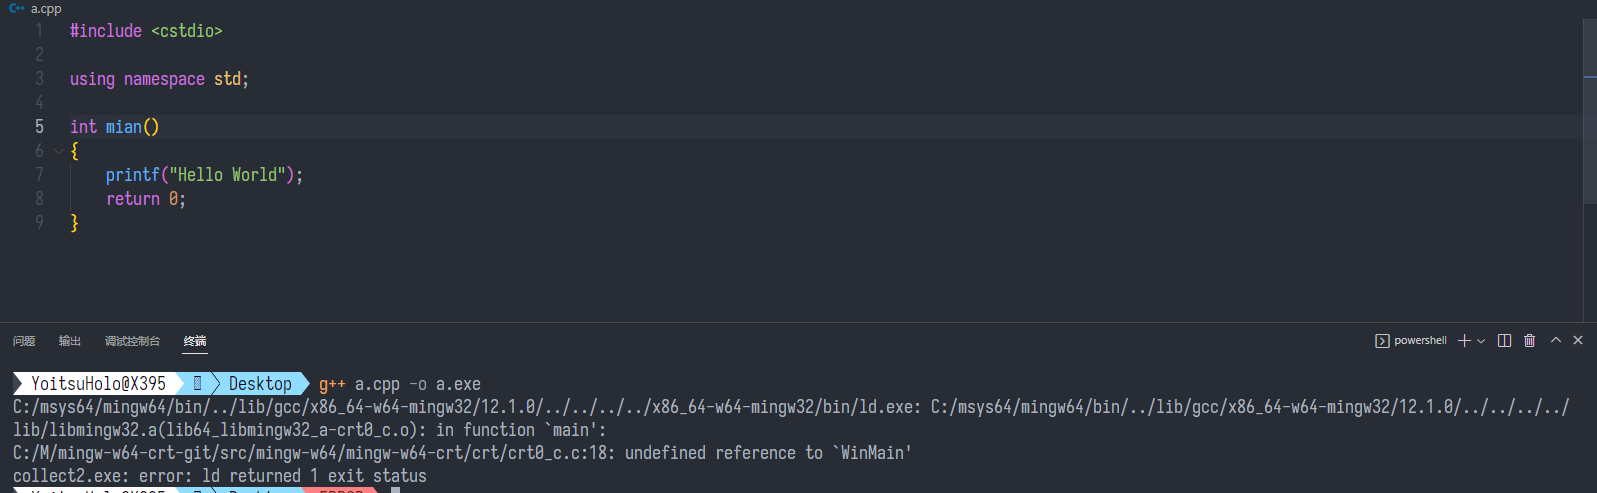 C++ a.cpp
1 #include <cstdio>
2
3 using namespace std;
4
5 int mian()
6 {
7 printf("Hello World");
8 return 0;
9 }
问题 输出 调试控制台 终端 powershell
YoitsuHolo@X395 Desktop g++ a.cpp -o a.exe
C:/msys64/mingw64/bin/../lib/gcc/x86_64-w64-mingw32/12.1.0/../../../../x86_64-w64-mingw32/bin/ld.exe: C:/msys64/mingw64/bin/../lib/gcc/x86_64-w64-mingw32/12.1.0/../../../../
lib/libmingw32.a(lib64_libmingw32_a-crt0_c.o): in function `main':
C:/M/mingw-w64-crt-git/src/mingw-w64/mingw-w64-crt/crt/crt0_c.c:18: undefined reference to `WinMain'
collect2.exe: error: ld returned 1 exit status